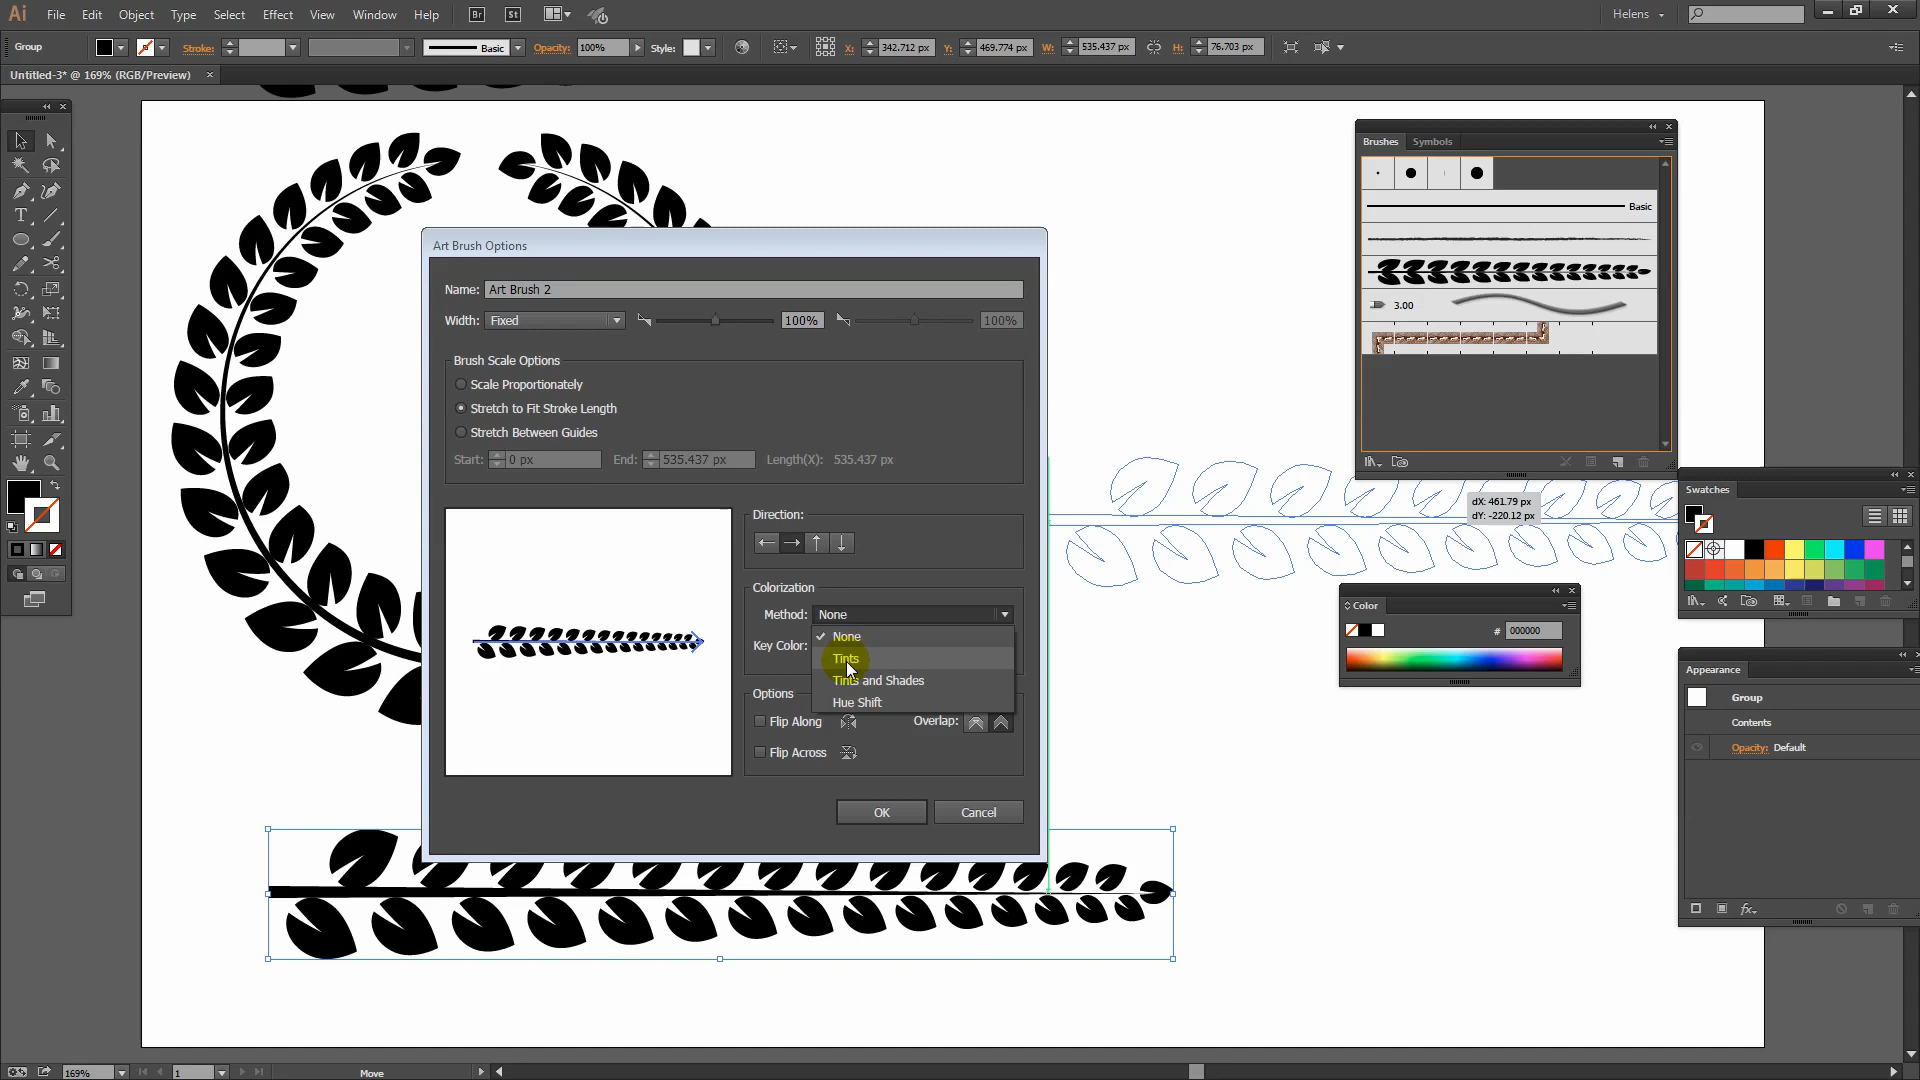 Ai File Edit Object Type Select Effect View Window Help Br St Helens
Group Stroke: Basic Opacity: 100% Style: X: 342.712 px Y: 469.774 px W: 535.437 px H: 76.703 px
Untitled-3* @ 169% (RGB/Preview)
Brushes Symbols
Basic
3.00
Art Brush Options
Name: Art Brush 2
Width: Fixed 100% 100%
Brush Scale Options
Scale Proportionately
Stretch to Fit Stroke Length
Stretch Between Guides
Start: 0 px End: 535.437 px Length(X): 535.437 px
Direction:
Colorization
Method: None
Key Color:
None
Tints
Tints and Shades
Hue Shift
Options
Flip Along Overlap:
Flip Across
OK Cancel
dX: 461.79 px
dY: -220.12 px
Swatches
Color
# 000000
Appearance
Group
Contents
Opacity: Default
fx
169% 1 Move